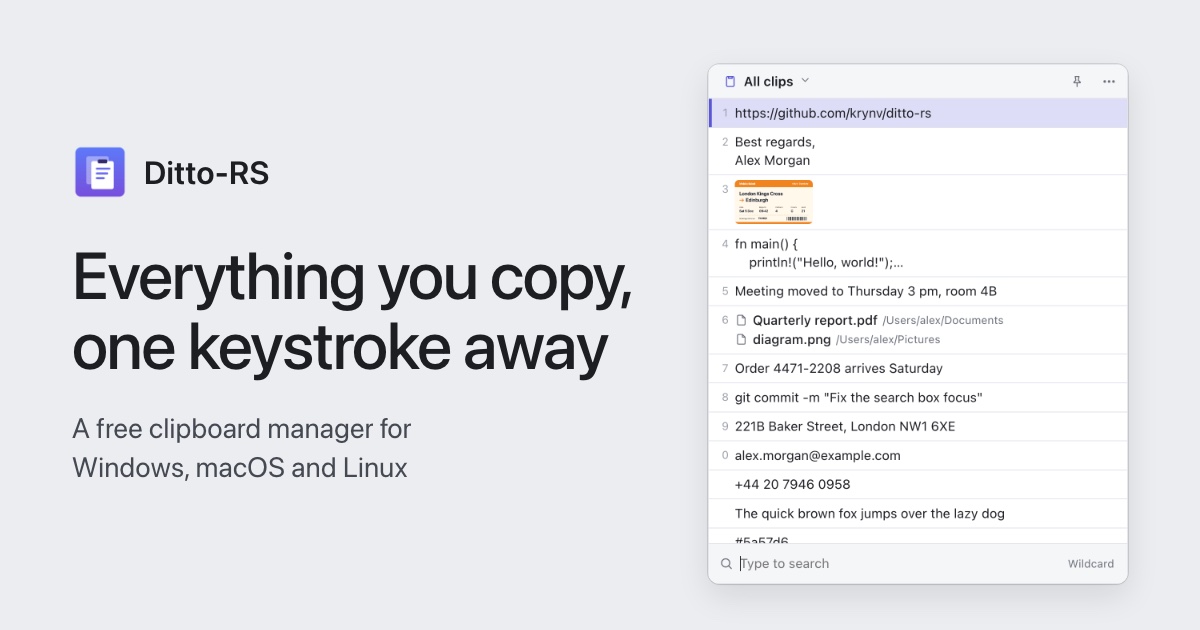 Ditto-RS
Everything you copy,
one keystroke away
A free clipboard manager for
Windows, macOS and Linux
All clips
1 https://github.com/krynv/ditto-rs
2 Best regards,
Alex Morgan
3
London Kings Cross
→ Edinburgh
4 fn main() {
println!("Hello, world!");...
5 Meeting moved to Thursday 3 pm, room 4B
6 Quarterly report.pdf /Users/alex/Documents
diagram.png /Users/alex/Pictures
7 Order 4471-2208 arrives Saturday
8 git commit -m "Fix the search box focus"
9 221B Baker Street, London NW1 6XE
0 alex.morgan@example.com
+44 20 7946 0958
The quick brown fox jumps over the lazy dog
#5a57d6
Type to search
Wildcard